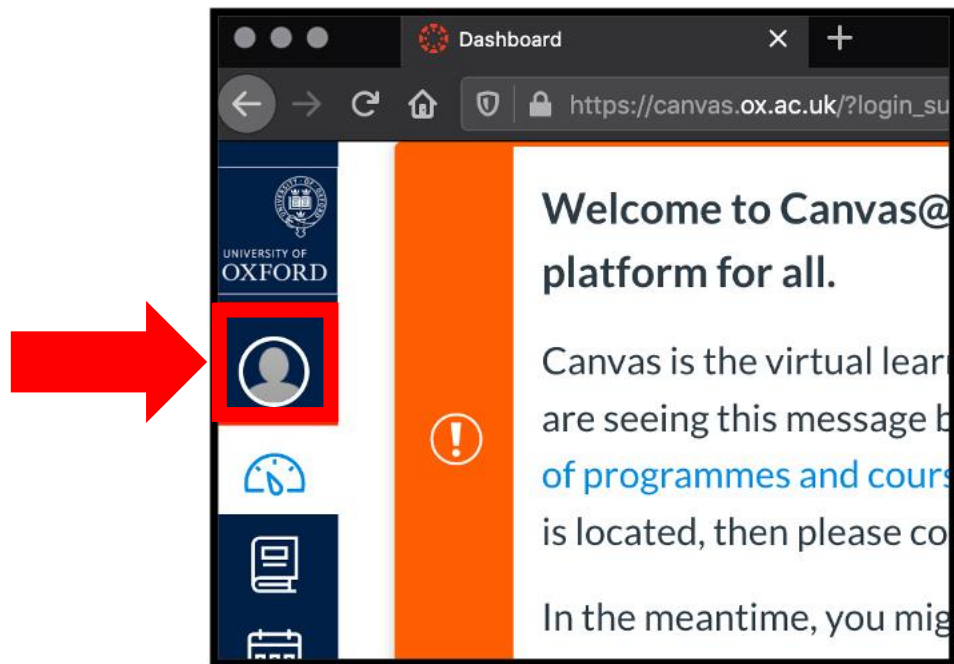 Dashboard
https://canvas.ox.ac.uk/?login_su
UNIVERSITY OF
OXFORD
Welcome to Canvas@
platform for all.
Canvas is the virtual lear
are seeing this message b
of programmes and cours
is located, then please co
In the meantime, you mig